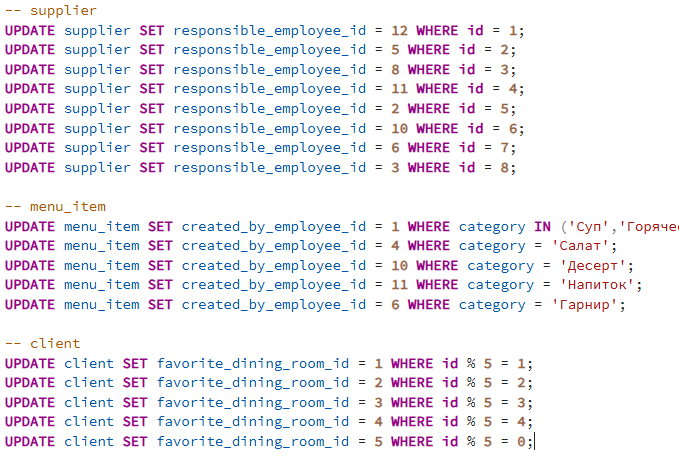 -- supplier
UPDATE supplier SET responsible_employee_id = 12 WHERE id = 1;
UPDATE supplier SET responsible_employee_id = 5 WHERE id = 2;
UPDATE supplier SET responsible_employee_id = 8 WHERE id = 3;
UPDATE supplier SET responsible_employee_id = 11 WHERE id = 4;
UPDATE supplier SET responsible_employee_id = 2 WHERE id = 5;
UPDATE supplier SET responsible_employee_id = 10 WHERE id = 6;
UPDATE supplier SET responsible_employee_id = 6 WHERE id = 7;
UPDATE supplier SET responsible_employee_id = 3 WHERE id = 8;
-- menu_item
UPDATE menu_item SET created_by_employee_id = 1 WHERE category IN ('Суп','Горячес
UPDATE menu_item SET created_by_employee_id = 4 WHERE category = 'Салат';
UPDATE menu_item SET created_by_employee_id = 10 WHERE category = 'Десерт';
UPDATE menu_item SET created_by_employee_id = 11 WHERE category = 'Напиток';
UPDATE menu_item SET created_by_employee_id = 6 WHERE category = 'Гарнир';
-- client
UPDATE client SET favorite_dining_room_id = 1 WHERE id % 5 = 1;
UPDATE client SET favorite_dining_room_id = 2 WHERE id % 5 = 2;
UPDATE client SET favorite_dining_room_id = 3 WHERE id % 5 = 3;
UPDATE client SET favorite_dining_room_id = 4 WHERE id % 5 = 4;
UPDATE client SET favorite_dining_room_id = 5 WHERE id % 5 = 0;